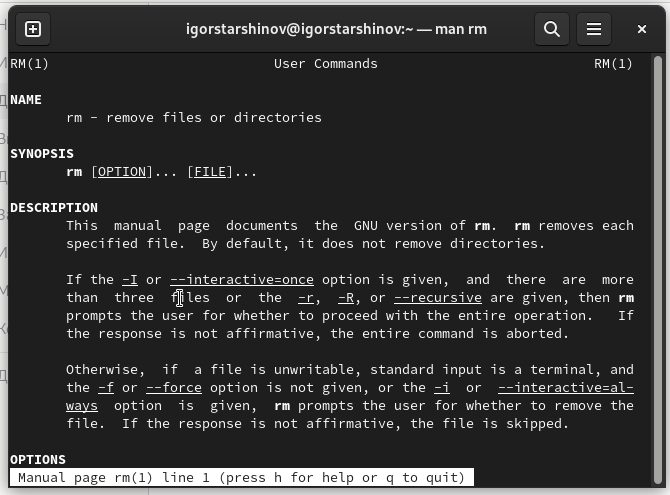 igorstarshinov@igorstarshinov:~ — man rm
RM(1) User Commands RM(1)
NAME
rm - remove files or directories
SYNOPSIS
rm [OPTION]... [FILE]...
DESCRIPTION
This manual page documents the GNU version of rm. rm removes each
specified file. By default, it does not remove directories.
If the -I or --interactive=once option is given, and there are more
than three files or the -r, -R, or --recursive are given, then rm
prompts the user for whether to proceed with the entire operation. If
the response is not affirmative, the entire command is aborted.
Otherwise, if a file is unwritable, standard input is a terminal, and
the -f or --force option is not given, or the -i or --interactive=al-
ways option is given, rm prompts the user for whether to remove the
file. If the response is not affirmative, the file is skipped.
OPTIONS
Manual page rm(1) line 1 (press h for help or q to quit)